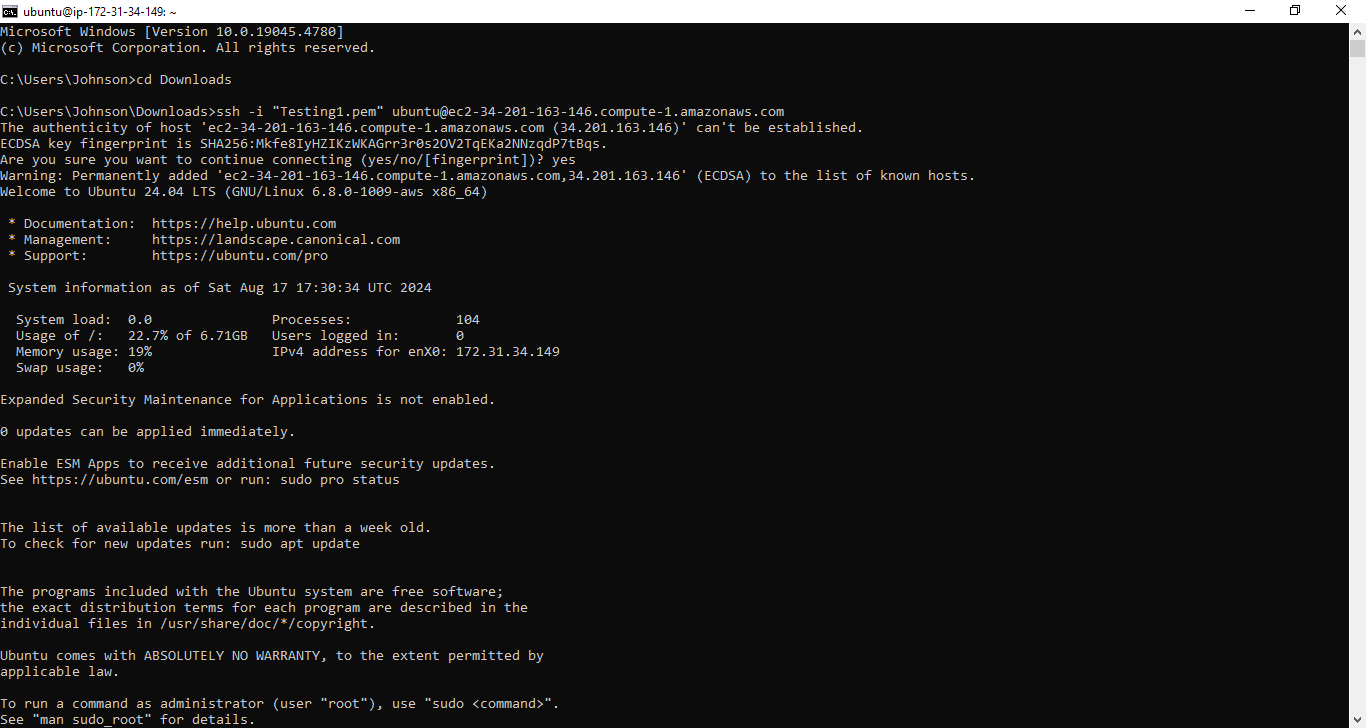 ubuntu@ip-172-31-34-149: ~
Microsoft Windows [Version 10.0.19045.4780]
(c) Microsoft Corporation. All rights reserved.
C:\Users\Johnson>cd Downloads
C:\Users\Johnson\Downloads>ssh -i "Testing1.pem" ubuntu@ec2-34-201-163-146.compute-1.amazonaws.com
The authenticity of host 'ec2-34-201-163-146.compute-1.amazonaws.com (34.201.163.146)' can't be established.
ECDSA key fingerprint is SHA256:Mkfe8IyHZIKzWKAGrr3r0s2OV2TqEKa2NNzqdP7tBqs.
Are you sure you want to continue connecting (yes/no/[fingerprint])? yes
Warning: Permanently added 'ec2-34-201-163-146.compute-1.amazonaws.com,34.201.163.146' (ECDSA) to the list of known hosts.
Welcome to Ubuntu 24.04 LTS (GNU/Linux 6.8.0-1009-aws x86_64)
* Documentation:  https://help.ubuntu.com
* Management:     https://landscape.canonical.com
* Support:        https://ubuntu.com/pro
System information as of Sat Aug 17 17:30:34 UTC 2024
System load:  0.0               Processes:             104
Usage of /:   22.7% of 6.71GB   Users logged in:       0
Memory usage: 19%               IPv4 address for enX0: 172.31.34.149
Swap usage:   0%
Expanded Security Maintenance for Applications is not enabled.
0 updates can be applied immediately.
Enable ESM Apps to receive additional future security updates.
See https://ubuntu.com/esm or run: sudo pro status
The list of available updates is more than a week old.
To check for new updates run: sudo apt update
The programs included with the Ubuntu system are free software;
the exact distribution terms for each program are described in the
individual files in /usr/share/doc/*/copyright.
Ubuntu comes with ABSOLUTELY NO WARRANTY, to the extent permitted by
applicable law.
To run a command as administrator (user "root"), use "sudo <command>".
See "man sudo_root" for details.